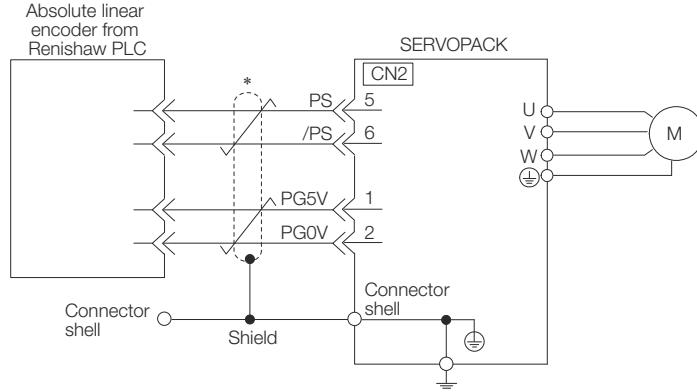 Absolute linear
encoder from
Renishaw PLC
SERVOPACK
CN2
*
PS
5
/PS
6
PG5V
1
PG0V
2
U
V
W
M
Connector
shell
Shield
Connector
shell